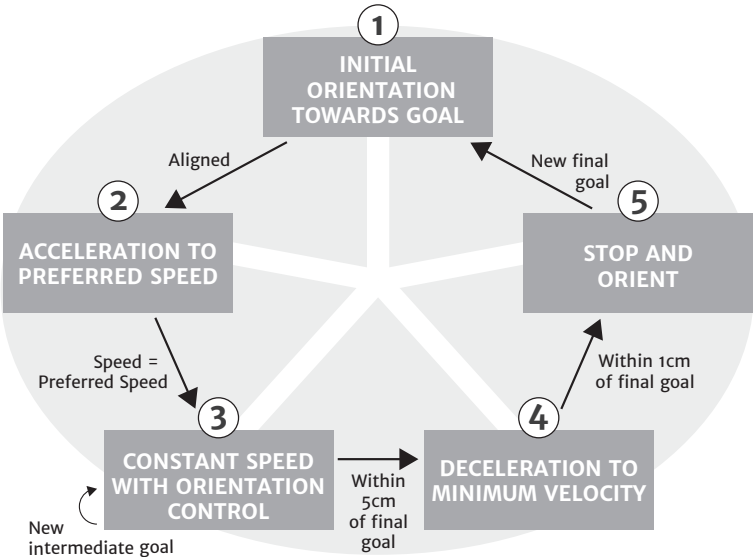 1
INITIAL
ORIENTATION
TOWARDS GOAL
Aligned
2
ACCELERATION TO
PREFERRED SPEED
Speed =
Preferred Speed
3
CONSTANT SPEED
WITH ORIENTATION
CONTROL
New
intermediate goal
Within
5cm
of final
goal
4
DECELERATION TO
MINIMUM VELOCITY
Within 1cm
of final goal
5
STOP AND
ORIENT
New final
goal